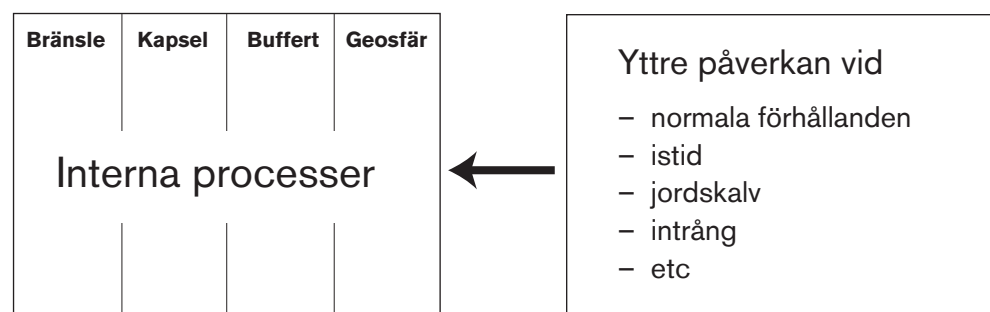 Bränsle Kapsel Buffert Geosfär
Interna processer
Yttre påverkan vid
– normala förhållanden
– istid
– jordskalv
– intrång
– etc